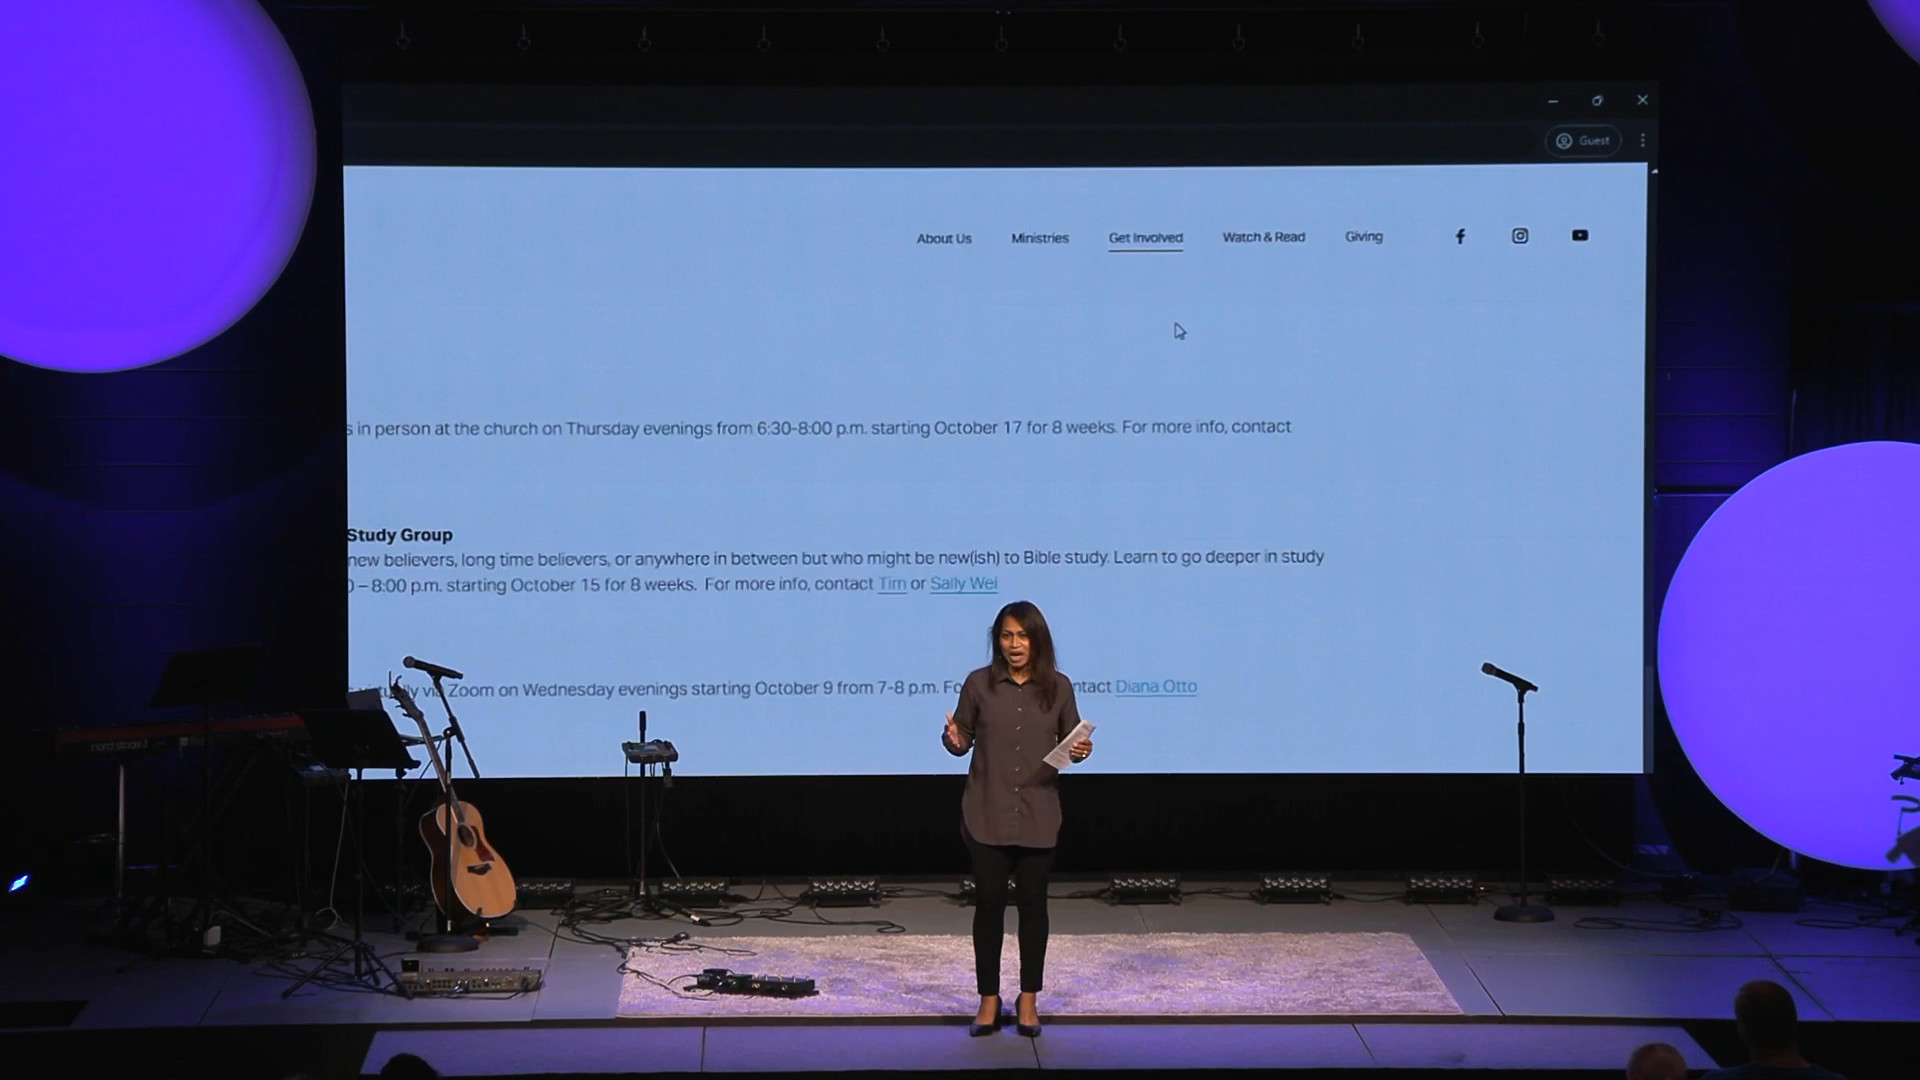 Guest
About Us Ministries Get Involved Watch & Read Giving
s in person at the church on Thursday evenings from 6:30-8:00 p.m. starting October 17 for 8 weeks. For more info, contact
Study Group
new believers, long time believers, or anywhere in between but who might be new(ish) to Bible study. Learn to go deeper in study
– 8:00 p.m. starting October 15 for 8 weeks. For more info, contact Tim or Sally Wei
via Zoom on Wednesday evenings starting October 9 from 7-8 p.m. Fo ntact Diana Otto
nord stage 3